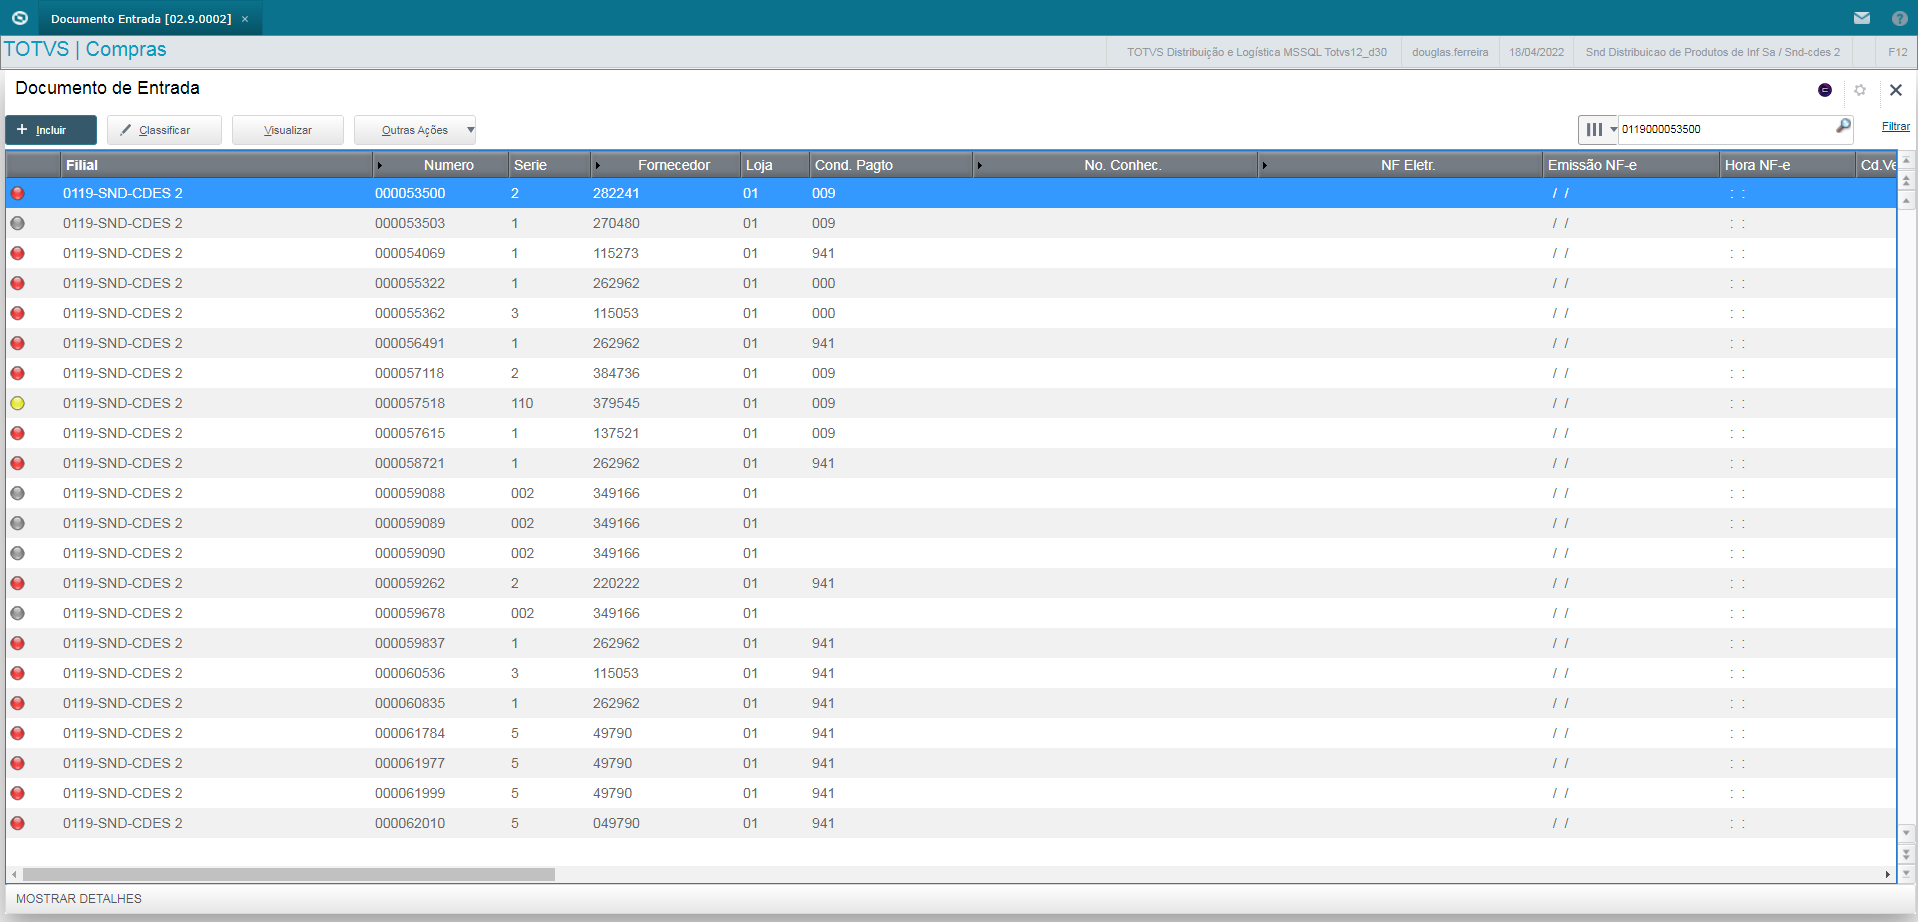 Documento Entrada [02.9.0002] ×
TOTVS | Compras
TOTVS Distribuição e Logística MSSQL Totvs12_d30
douglas.ferreira
18/04/2022
Snd Distribuicao de Produtos de Inf Sa / Snd-cdes 2
F12
Documento de Entrada
+ Incluir
Classificar
Visualizar
Outras Ações
0119000053500
Filtrar
Filial Numero Serie Fornecedor Loja Cond. Pagto No. Conhec. NF Eletr. Emissão NF-e Hora NF-e Cd.Ve
0119-SND-CDES 2 000053500 2 282241 01 009 / / : :
0119-SND-CDES 2 000053503 1 270480 01 009 / / : :
0119-SND-CDES 2 000054069 1 115273 01 941 / / : :
0119-SND-CDES 2 000055322 1 262962 01 000 / / : :
0119-SND-CDES 2 000055362 3 115053 01 000 / / : :
0119-SND-CDES 2 000056491 1 262962 01 941 / / : :
0119-SND-CDES 2 000057118 2 384736 01 009 / / : :
0119-SND-CDES 2 000057518 110 379545 01 009 / / : :
0119-SND-CDES 2 000057615 1 137521 01 009 / / : :
0119-SND-CDES 2 000058721 1 262962 01 941 / / : :
0119-SND-CDES 2 000059088 002 349166 01 / / : :
0119-SND-CDES 2 000059089 002 349166 01 / / : :
0119-SND-CDES 2 000059090 002 349166 01 / / : :
0119-SND-CDES 2 000059262 2 220222 01 941 / / : :
0119-SND-CDES 2 000059678 002 349166 01 / / : :
0119-SND-CDES 2 000059837 1 262962 01 941 / / : :
0119-SND-CDES 2 000060536 3 115053 01 941 / / : :
0119-SND-CDES 2 000060835 1 262962 01 941 / / : :
0119-SND-CDES 2 000061784 5 49790 01 941 / / : :
0119-SND-CDES 2 000061977 5 49790 01 941 / / : :
0119-SND-CDES 2 000061999 5 49790 01 941 / / : :
0119-SND-CDES 2 000062010 5 049790 01 941 / / : :
MOSTRAR DETALHES